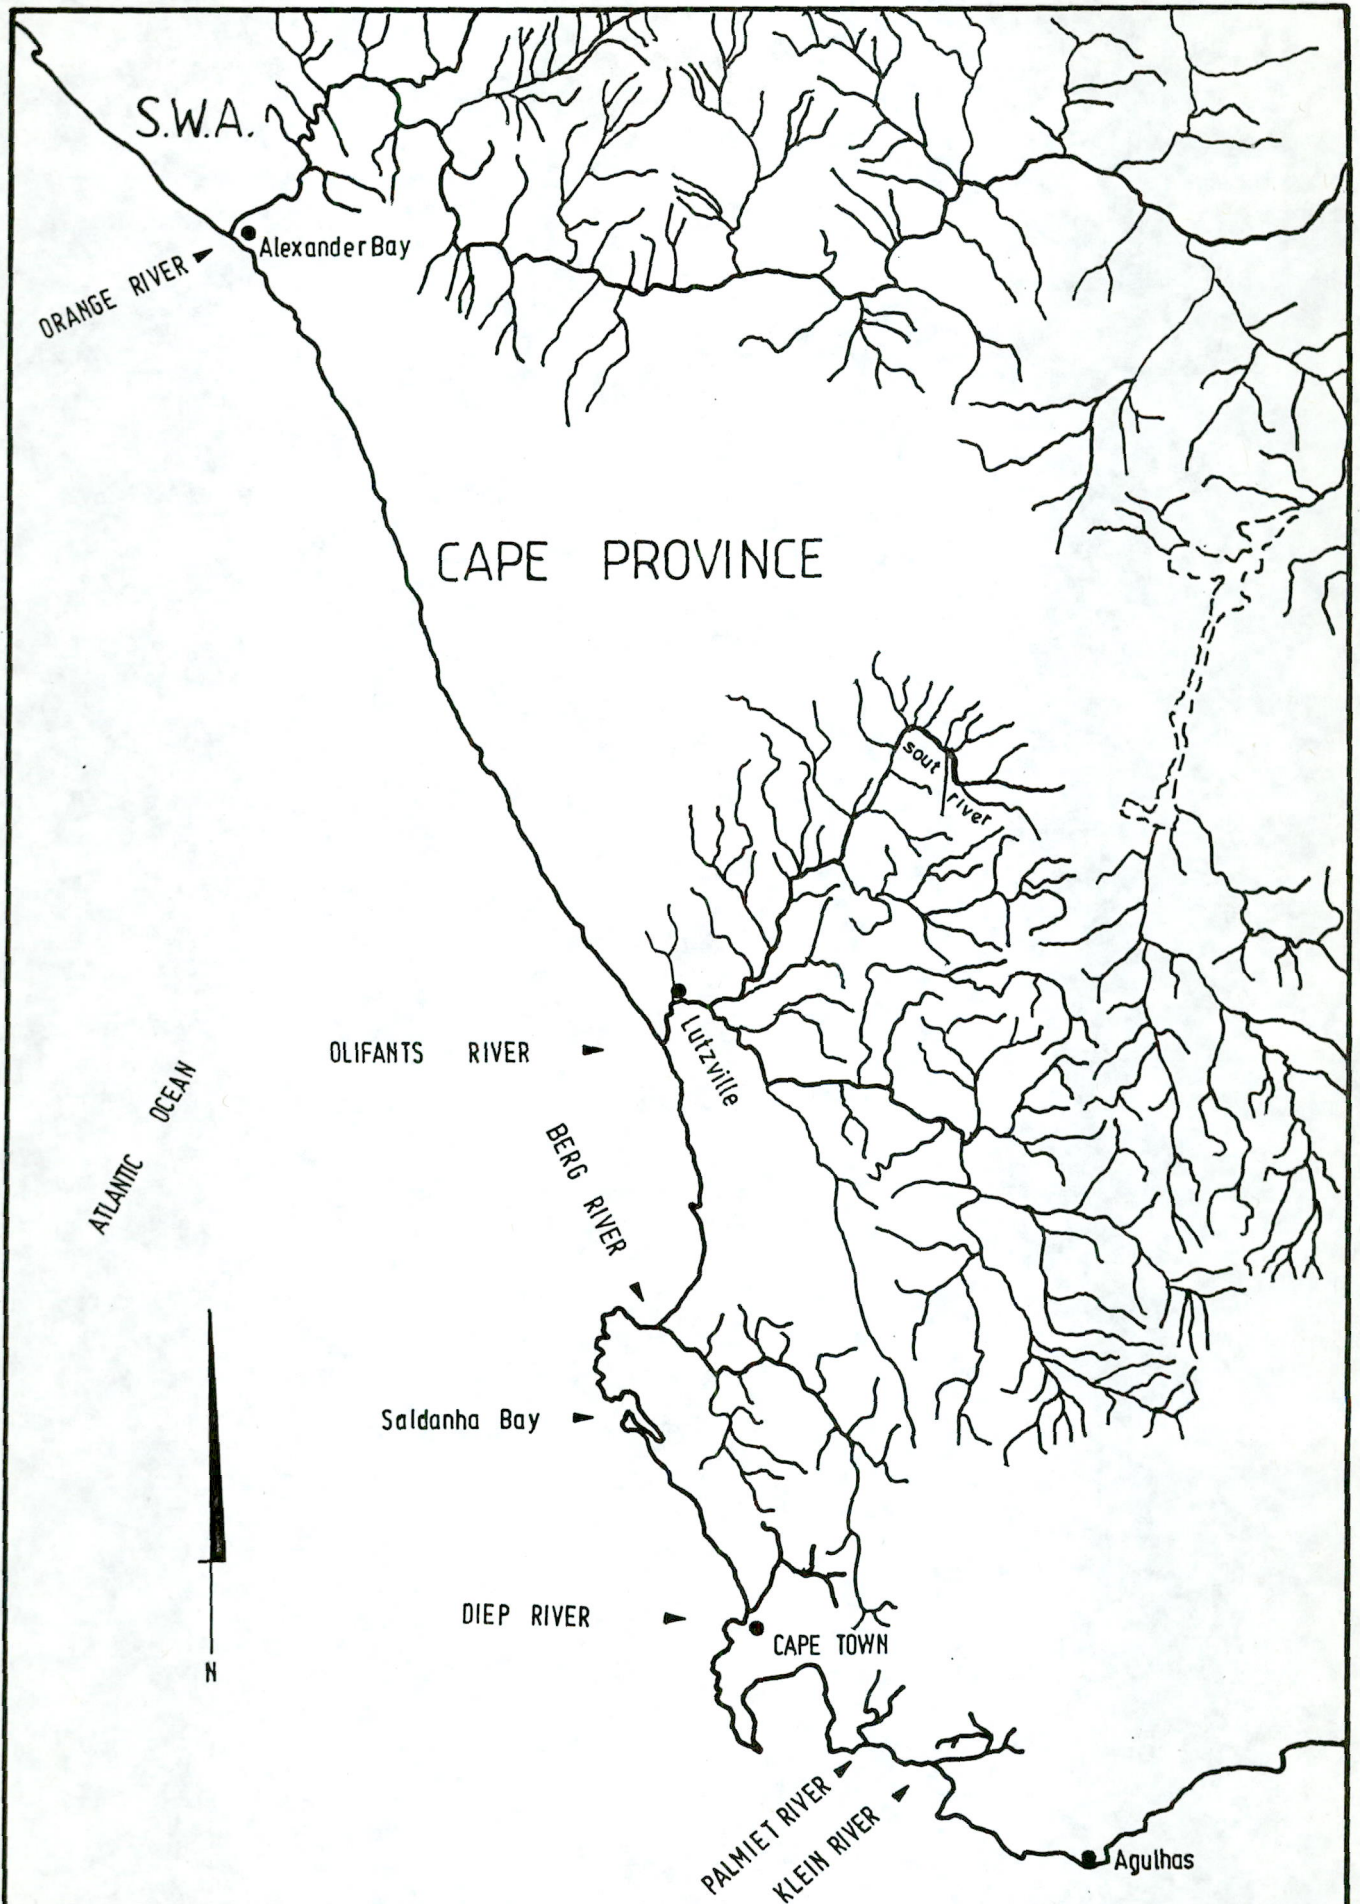 S.W.A.
Alexander Bay
ORANGE RIVER
CAPE PROVINCE
sout
river
Lutzville
OLIFANTS RIVER
ATLANTIC OCEAN
BERG RIVER
Saldanha Bay
DIEP RIVER
CAPE TOWN
N
PALMIET RIVER
KLEIN RIVER
Agulhas